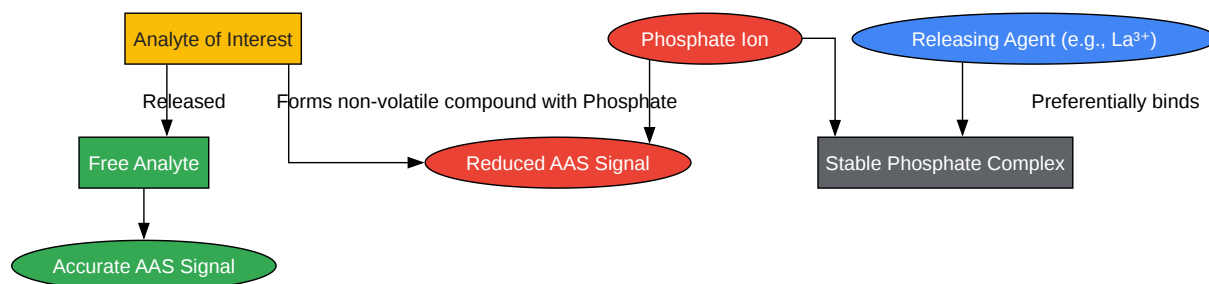 Analyte of Interest
Phosphate Ion
Releasing Agent (e.g., La³⁺)
Released
Forms non-volatile compound with Phosphate
Preferentially binds
Free Analyte
Reduced AAS Signal
Stable Phosphate Complex
Accurate AAS Signal